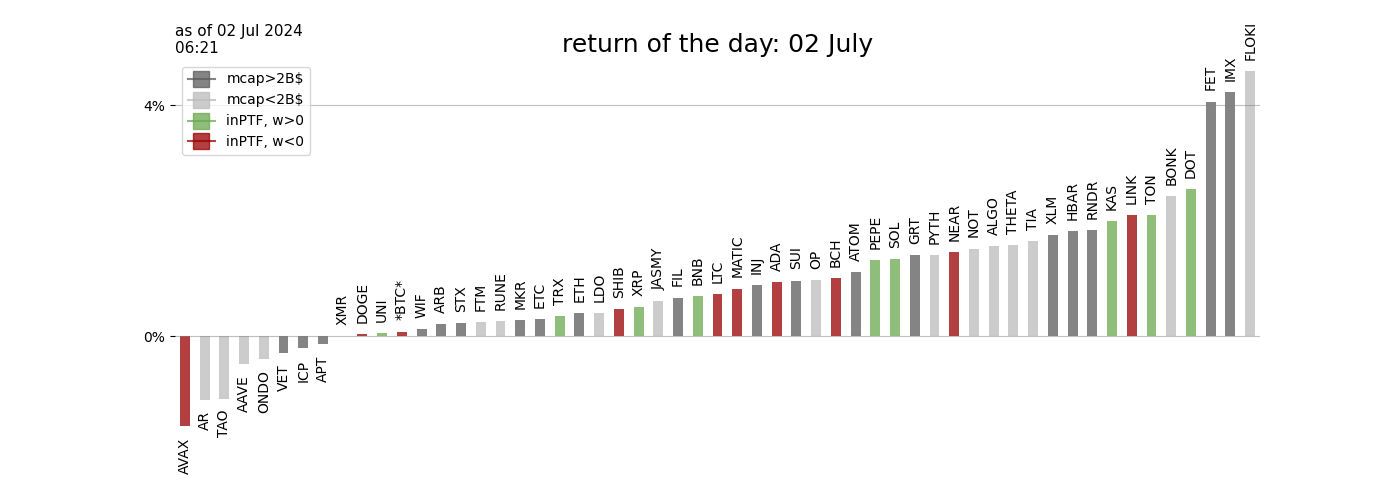 as of 02 Jul 2024
06:21
return of the day: 02 July
mcap>2B$
mcap<2B$
inPTF, w>0
inPTF, w<0
4%
0%
AVAX
AR
TAO
AAVE
ONDO
VET
ICP
APT
XMR
DOGE
UNI
*BTC*
WIF
ARB
STX
FTM
RUNE
MKR
ETC
TRX
ETH
LDO
SHIB
XRP
JASMY
FIL
BNB
LTC
MATIC
INJ
ADA
SUI
OP
BCH
ATOM
PEPE
SOL
GRT
PYTH
NEAR
NOT
ALGO
THETA
TIA
XLM
HBAR
RNDR
KAS
LINK
TON
BONK
DOT
FET
IMX
FLOKI